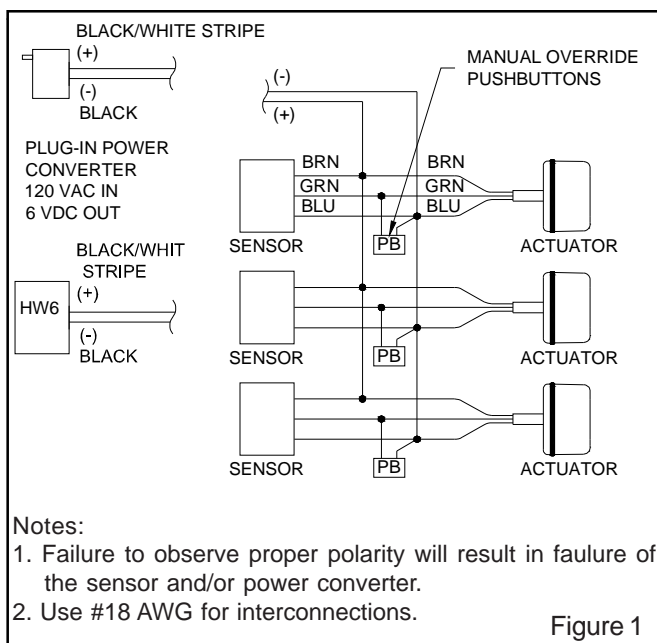 BLACK/WHITE STRIPE
(+)
(-)
BLACK
PLUG-IN POWER
CONVERTER
120 VAC IN
6 VDC OUT
BLACK/WHIT
STRIPE
HW6
(+)
(-)
BLACK
MANUAL OVERRIDE
PUSHBUTTONS
(-)
(+)
BRN BRN
GRN GRN
BLU BLU
SENSOR PB ACTUATOR
SENSOR PB ACTUATOR
SENSOR PB ACTUATOR
Notes:
1. Failure to observe proper polarity will result in faulure of
the sensor and/or power converter.
2. Use #18 AWG for interconnections.
Figure 1